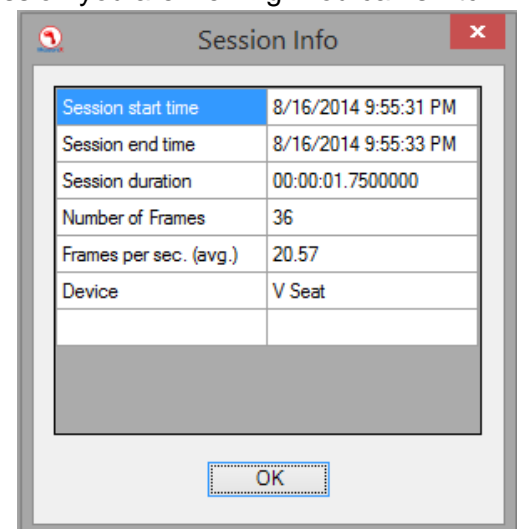 you are
Session Info
x
Session start time 8/16/2014 9:55:31 PM
Session end time 8/16/2014 9:55:33 PM
Session duration 00:00:01.7500000
Number of Frames 36
Frames per sec. (avg.) 20.57
Device V Seat
OK